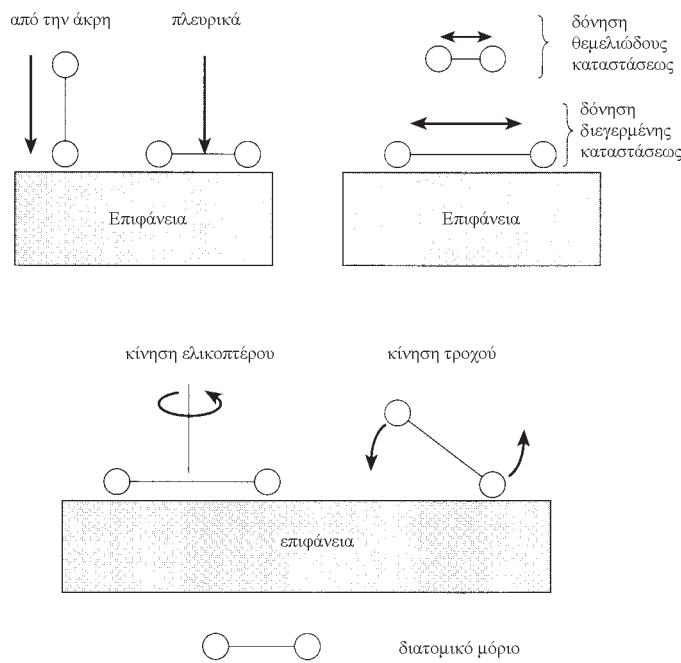 από την άκρη
πλευρικά
δόνηση
θεμελιώδους
καταστάσεως
δόνηση
διεγερμένης
καταστάσεως
Επιφάνεια
Επιφάνεια
κίνηση ελικοπτέρου
κίνηση τροχού
επιφάνεια
διατομικό μόριο